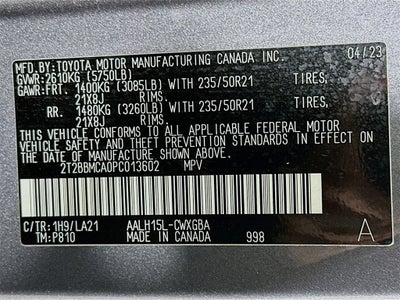 MFD.BY:TOYOTA MOTOR MANUFACTURING CANADA INC. 04/23
GVWR:2610KG (5750LB)
GAWR:FRT. 1400KG (3085LB) WITH 235/50R21 TIRES,
21X8J RIMS.
RR. 1480KG (3260LB) WITH 235/50R21 TIRES,
21X8J RIMS.
THIS VEHICLE CONFORMS TO ALL APPLICABLE FEDERAL MOTOR
VEHICLE SAFETY AND THEFT PREVENTION STANDARDS IN EFFECT
ON THE DATE OF MANUFACTURE SHOWN ABOVE.
2T2BBMCA0PC013602 MPV
C/TR:1H9/LA21 AALH15L-CWXGBA
TM:P810 MADE IN CANADA 998 A